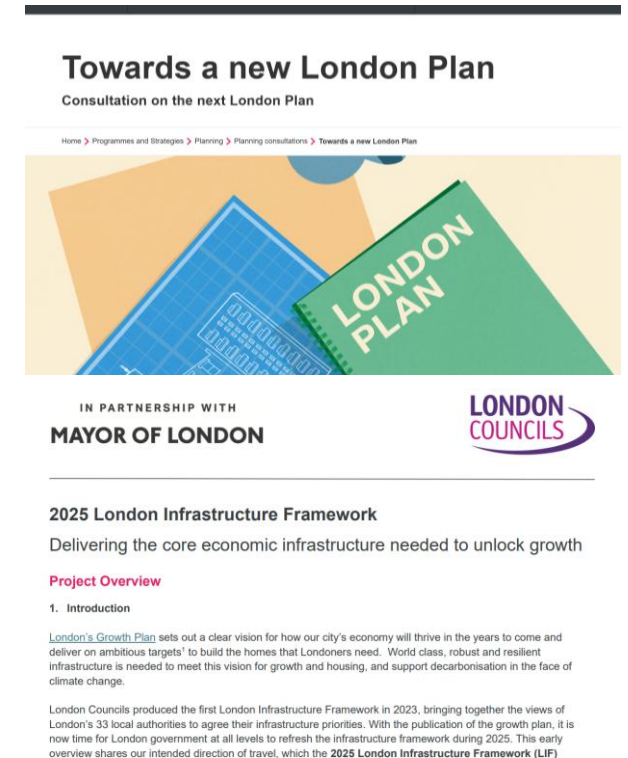 Towards a new London Plan
Consultation on the next London Plan
Home ❯ Programmes and Strategies ❯ Planning ❯ Planning consultations ❯ Towards a new London Plan
LONDON
PLAN
IN PARTNERSHIP WITH
MAYOR OF LONDON
LONDON
COUNCILS
2025 London Infrastructure Framework
Delivering the core economic infrastructure needed to unlock growth
Project Overview
1. Introduction
London's Growth Plan sets out a clear vision for how our city's economy will thrive in the years to come and
deliver on ambitious targets¹ to build the homes that Londoners need. World class, robust and resilient
infrastructure is needed to meet this vision for growth and housing, and support decarbonisation in the face of
climate change.
London Councils produced the first London Infrastructure Framework in 2023, bringing together the views of
London's 33 local authorities to agree their infrastructure priorities. With the publication of the growth plan, it is
now time for London government at all levels to refresh the infrastructure framework during 2025. This early
overview shares our intended direction of travel, which the 2025 London Infrastructure Framework (LIF)